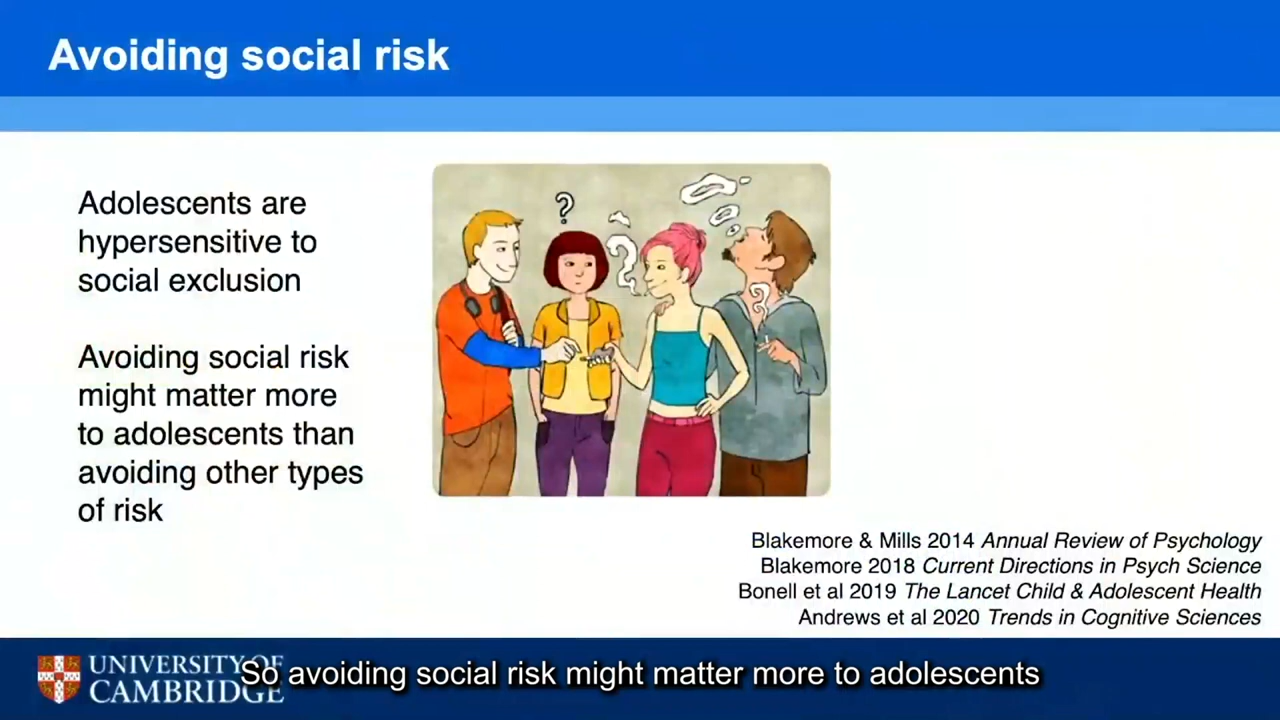 Avoiding social risk
Adolescents are
hypersensitive to
social exclusion
Avoiding social risk
might matter more
to adolescents than
avoiding other types
of risk
?
Blakemore & Mills 2014 Annual Review of Psychology
Blakemore 2018 Current Directions in Psych Science
Bonell et al 2019 The Lancet Child & Adolescent Health
Andrews et al 2020 Trends in Cognitive Sciences
UNIVERSITY OF
CAMBRIDGE
So avoiding social risk might matter more to adolescents